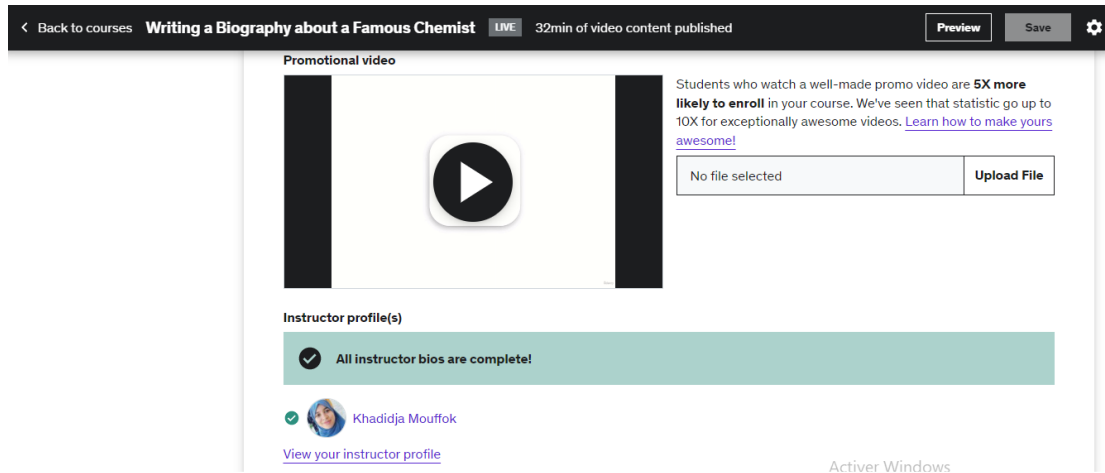 Back to courses Writing a Biography about a Famous Chemist LIVE 32min of video content published Preview Save
Promotional video
Students who watch a well-made promo video are 5X more
likely to enroll in your course. We've seen that statistic go up to
10X for exceptionally awesome videos. Learn how to make yours
awesome!
No file selected Upload File
Instructor profile(s)
All instructor bios are complete!
Khadidja Mouffok
View your instructor profile
Activer Windows